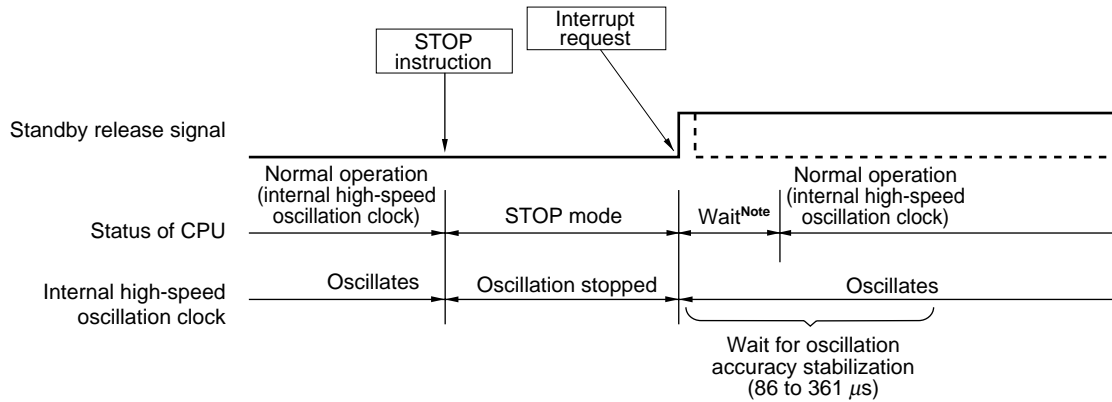 Interrupt
request
STOP
instruction
Standby release signal
Normal operation
(internal high-speed
oscillation clock)
Normal operation
(internal high-speed
oscillation clock)
Status of CPU
STOP mode
WaitNote
Internal high-speed
oscillation clock
Oscillates
Oscillation stopped
Oscillates
Wait for oscillation
accuracy stabilization
(86 to 361 μs)